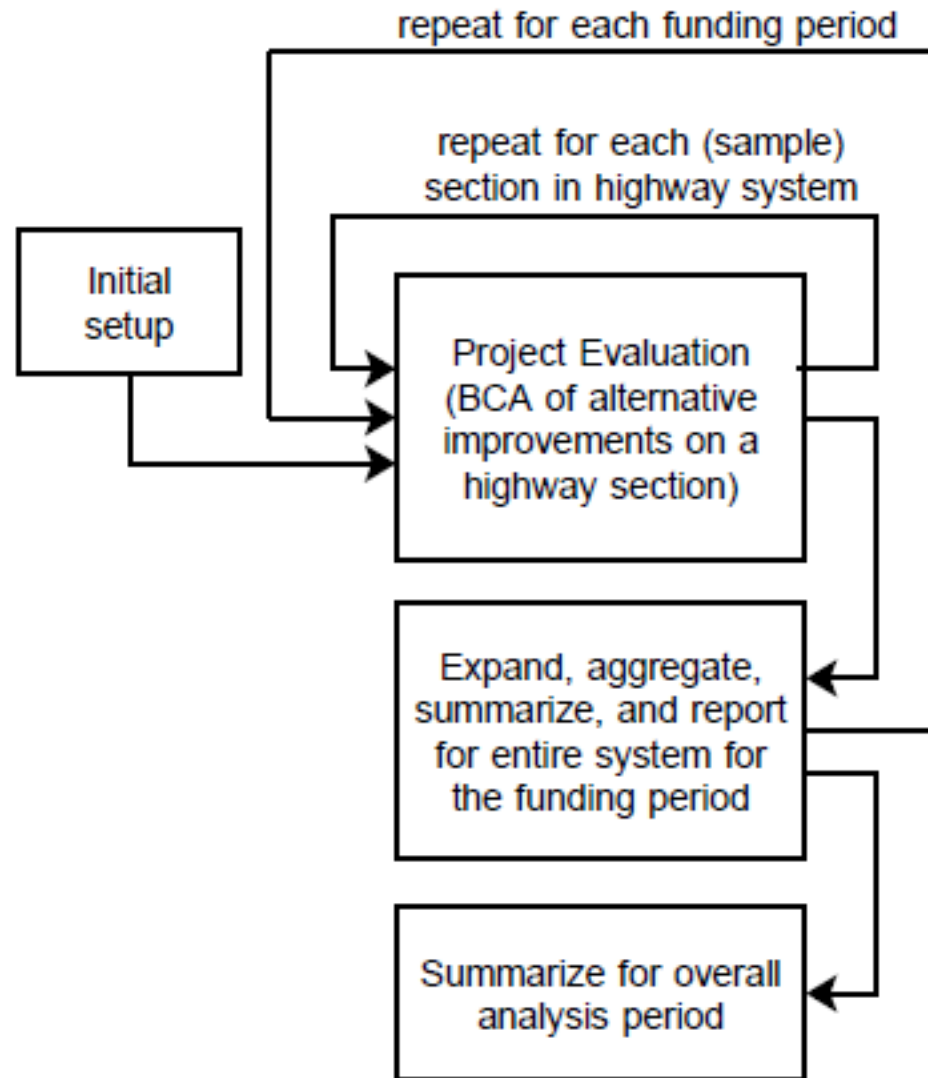 repeat for each funding period
repeat for each (sample)
section in highway system
Initial
setup
Project Evaluation
(BCA of alternative
improvements on a
highway section)
Expand, aggregate,
summarize, and report
for entire system for
the funding period
Summarize for overall
analysis period